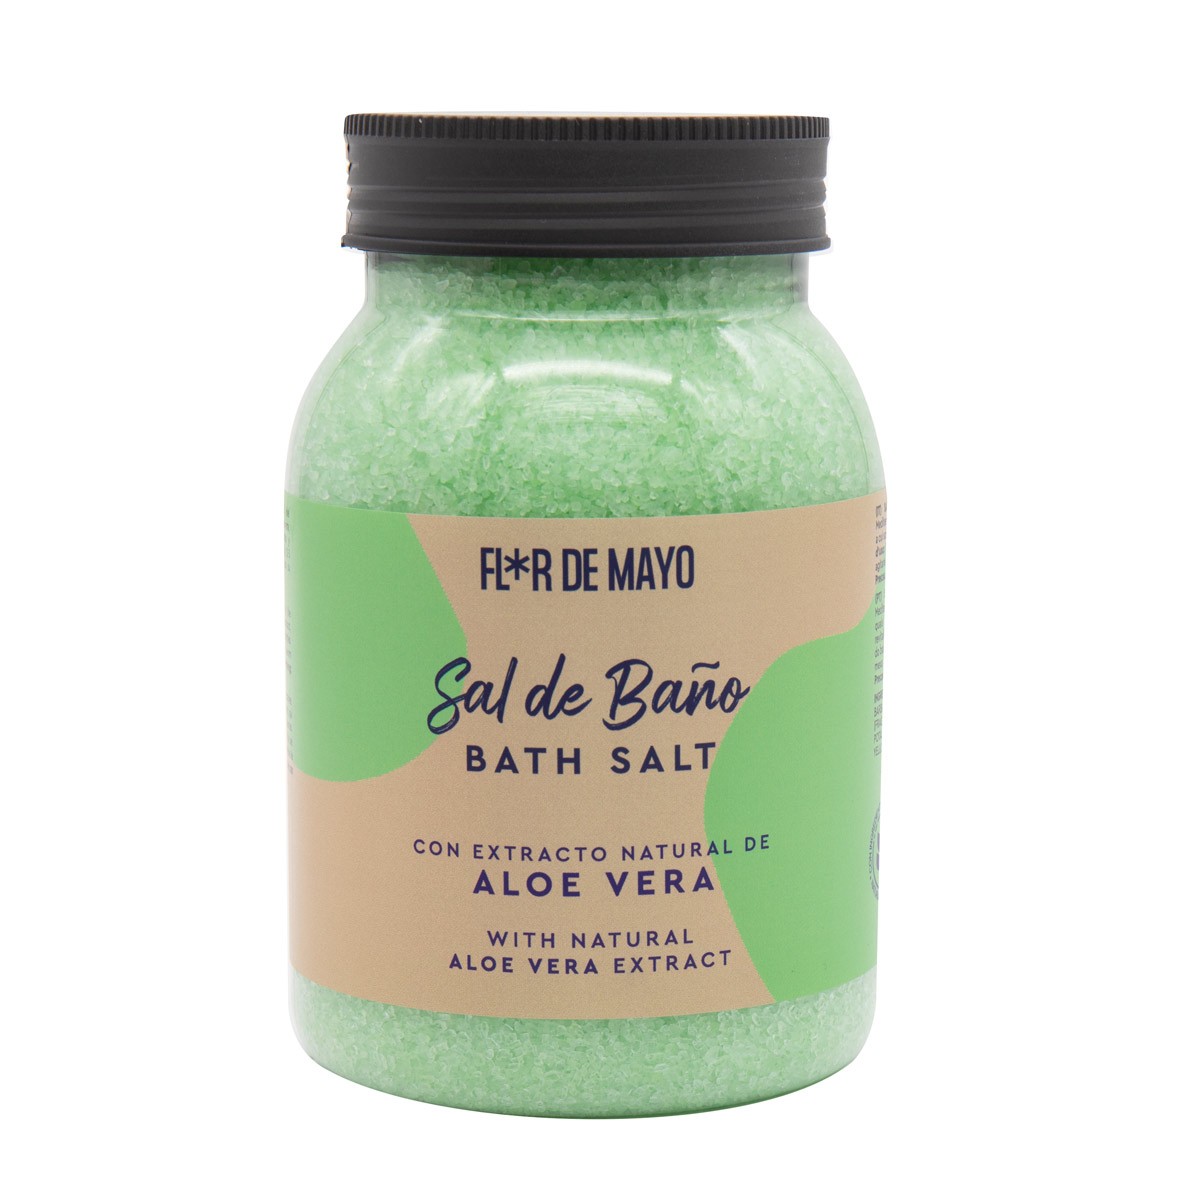 FL*R DE MAYO
Sal de Baño
BATH SALT
CON EXTRACTO NATURAL DE
ALOE VERA
WITH NATURAL
ALOE VERA EXTRACT